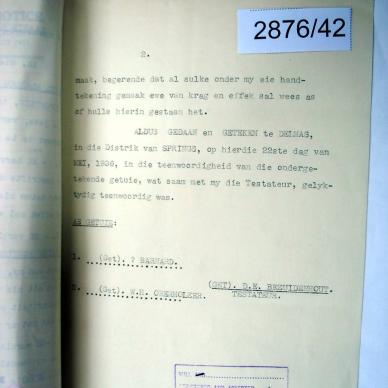 2876/42
2.
maak, begerende dat al sulke onder my eie hand-
tekening gemaak ewe van krag en effek sal wees as
of hulle hierin gestaan het.
ALDUS GEDAAN en GETEKEN te DELMAS,
in die Distrik van SPRINGS, op hierdie 22ste dag van
MEI, 1936, in die teenwoordigheid van die onderge-
tekende getuie, wat saam met my die Testateur, gelyk-
tydig teenwoordig was.
AS GETUIE:
1. (Get). ? BARNARD.
(GET). D.E. BEZUIDENHOUT.
TESTATEUR.
2. (Get). W.H.